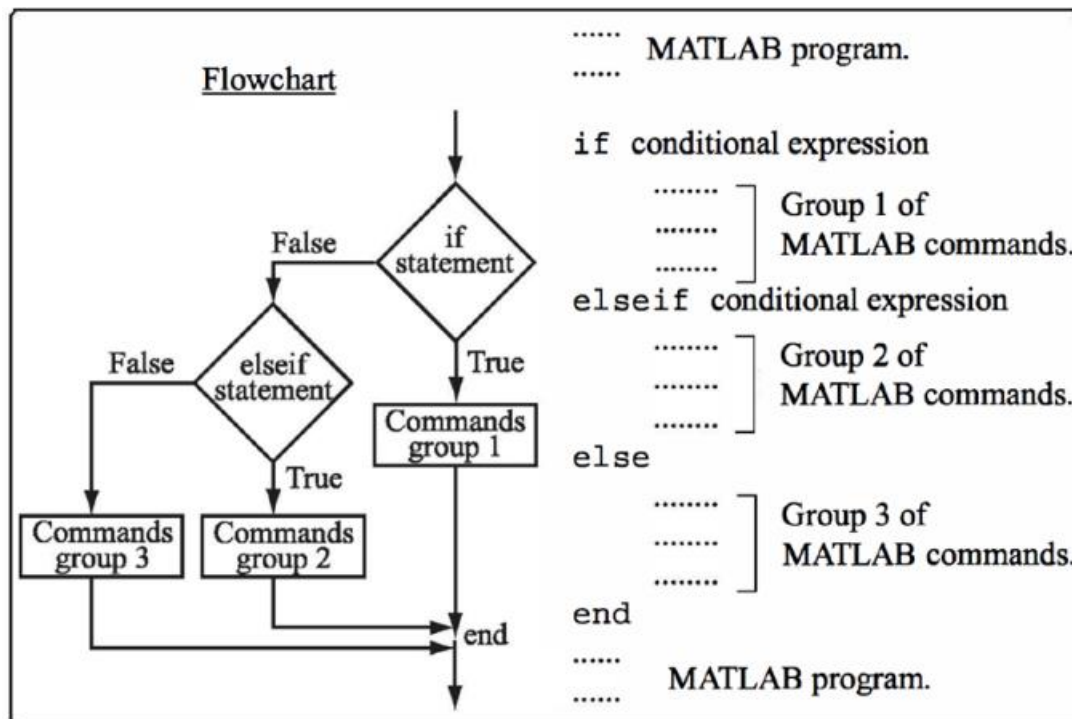 Flowchart
if
statement
False
True
elseif
statement
False
True
Commands
group 1
Commands
group 2
Commands
group 3
end
......
...... MATLAB program.
if conditional expression
........
........
........
Group 1 of
MATLAB commands.
elseif conditional expression
........
........
........
Group 2 of
MATLAB commands.
else
........
........
........
Group 3 of
MATLAB commands.
end
......
...... MATLAB program.